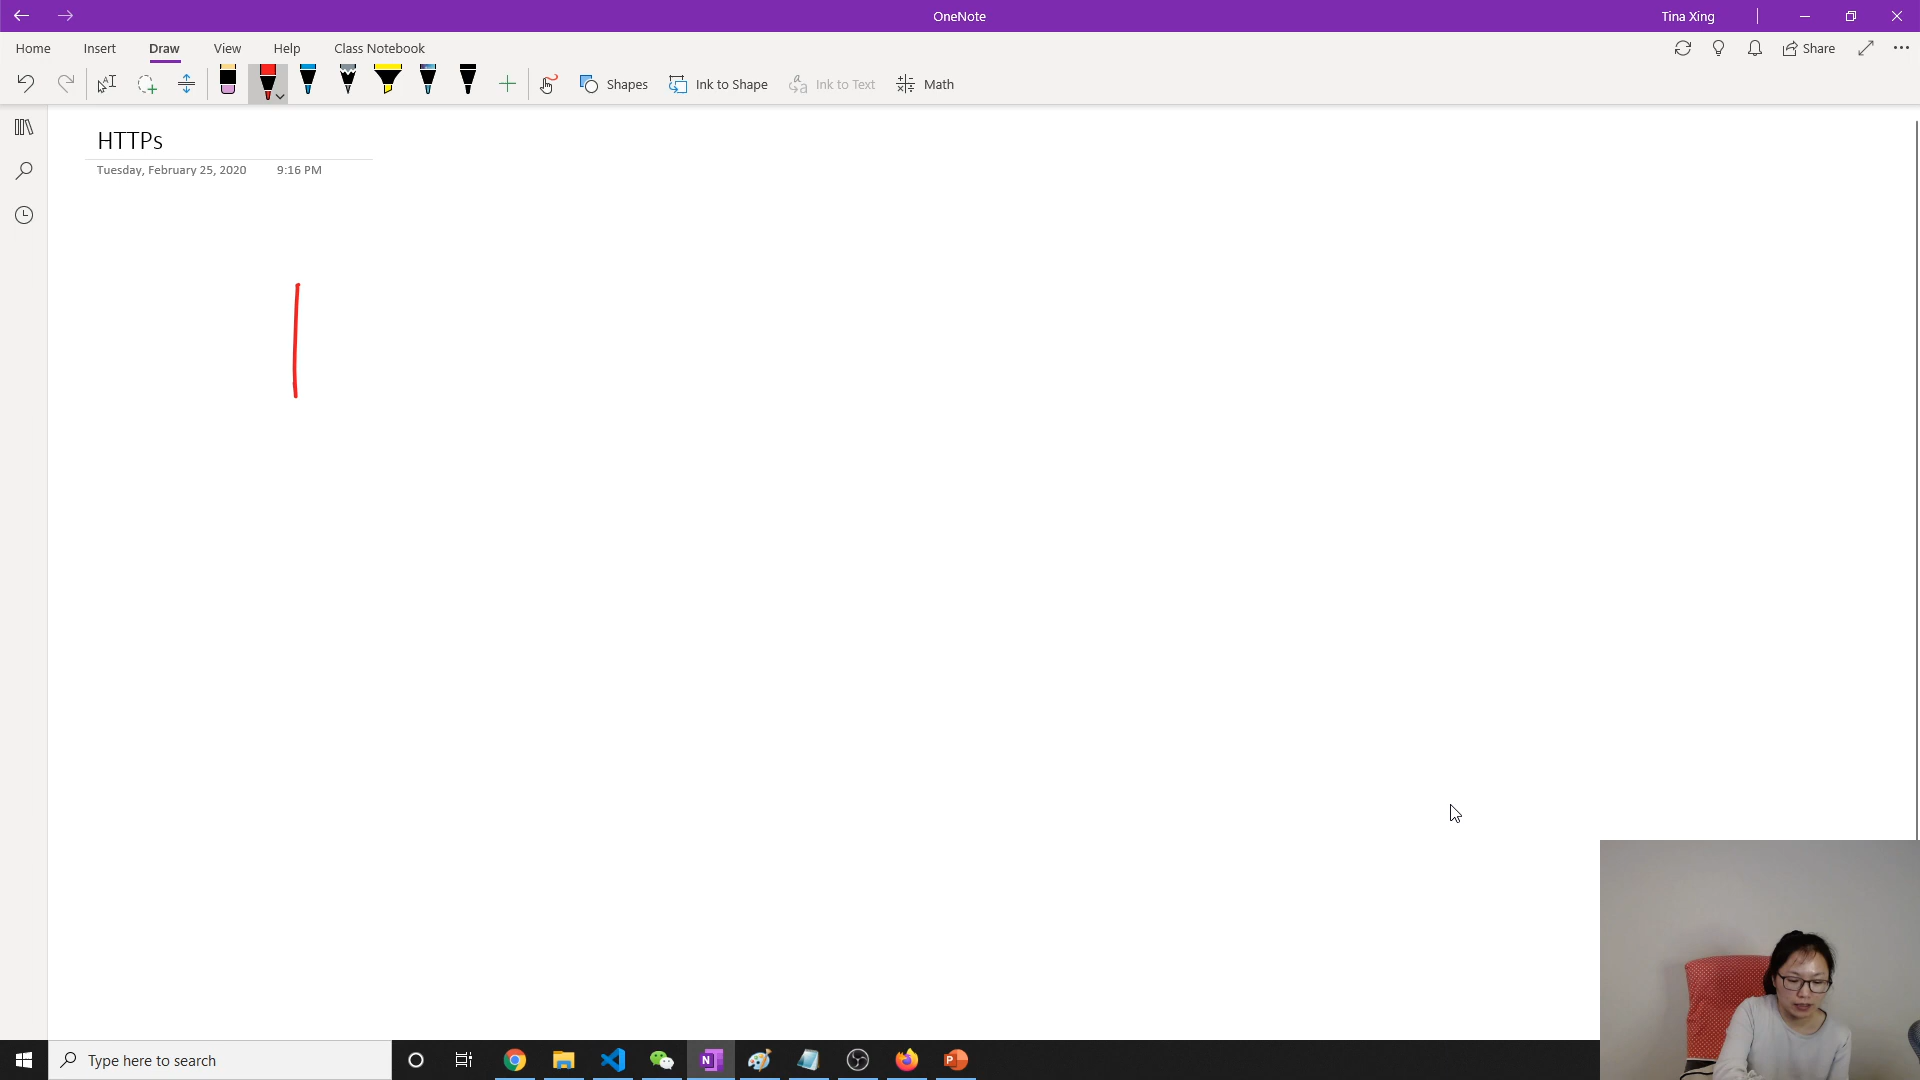 OneNote
Tina Xing
Home Insert Draw View Help Class Notebook
Share
Shapes Ink to Shape Ink to Text Math
HTTPs
Tuesday, February 25, 2020 9:16 PM
Type here to search